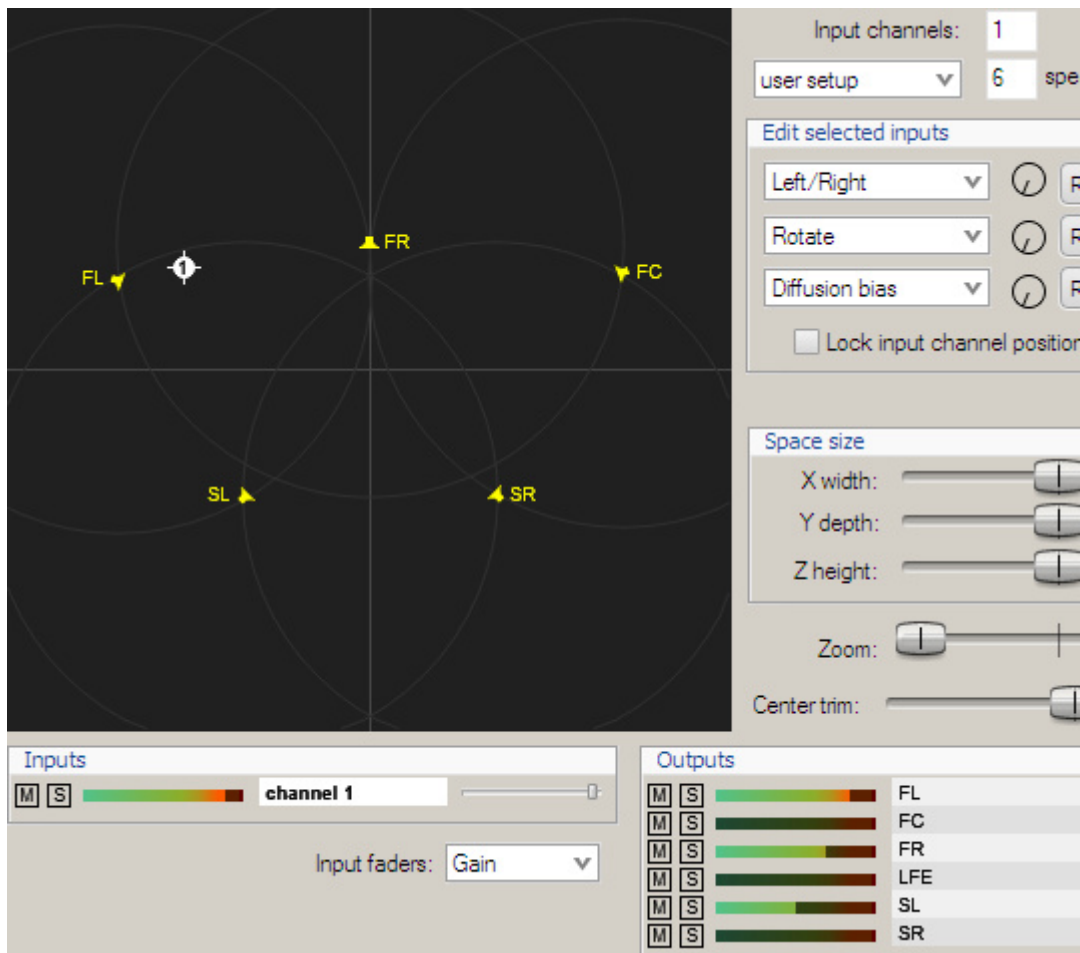 Input channels: 1
user setup 6 spe
Edit selected inputs
Left/Right R
Rotate R
Diffusion bias R
Lock input channel position
FR
FL 1 FC
SL SR
Space size
X width:
Y depth:
Z height:
Zoom:
Center trim:
Inputs
M S channel 1
Input faders: Gain
Outputs
M S FL
M S FC
M S FR
M S LFE
M S SL
M S SR